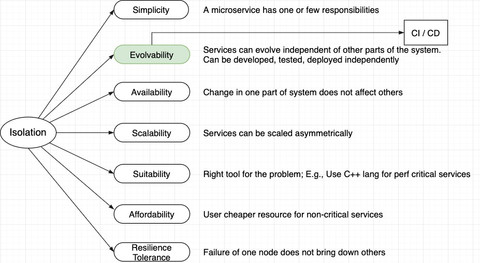 Simplicity
A microservice has one or few responsibilities
CI / CD
Evolvability
Services can evolve independent of other parts of the system.
Can be developed, tested, deployed independently
Availability
Change in one part of system does not affect others
Isolation
Scalability
Services can be scaled asymmetrically
Suitability
Right tool for the problem; E.g., Use C++ lang for perf critical services
Affordability
User cheaper resource for non-critical services
Resilience
Tolerance
Failure of one node does not bring down others